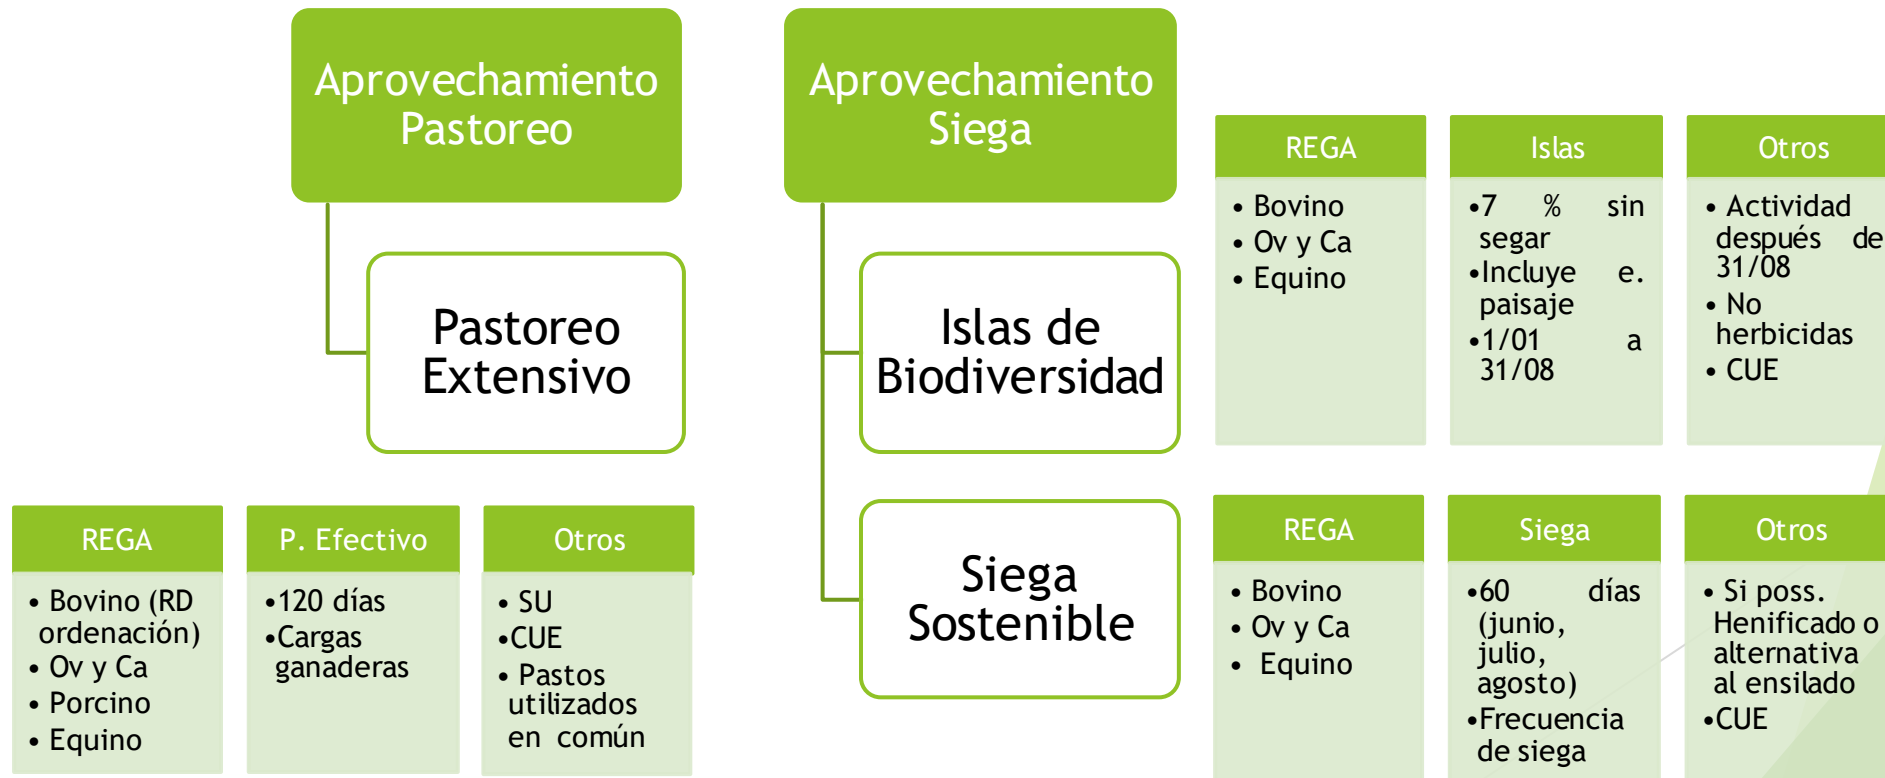 Aprovechamiento
Pastoreo
Pastoreo
Extensivo
REGA
• Bovino (RD
ordenación)
• Ov y Ca
• Porcino
• Equino
P. Efectivo
•120 días
•Cargas
ganaderas
Otros
• SU
•CUE
• Pastos
utilizados
en común
Aprovechamiento
Siega
Islas de
Biodiversidad
REGA
• Bovino
• Ov y Ca
• Equino
Islas
•7 % sin
segar
•Incluye e.
paisaje
•1/01 a
31/08
Otros
• Actividad
después de
31/08
• No
herbicidas
• CUE
Siega
Sostenible
REGA
• Bovino
• Ov y Ca
• Equino
Siega
•60 días
(junio,
julio,
agosto)
•Frecuencia
de siega
Otros
• Si poss.
Henificado o
alternativa
al ensilado
•CUE